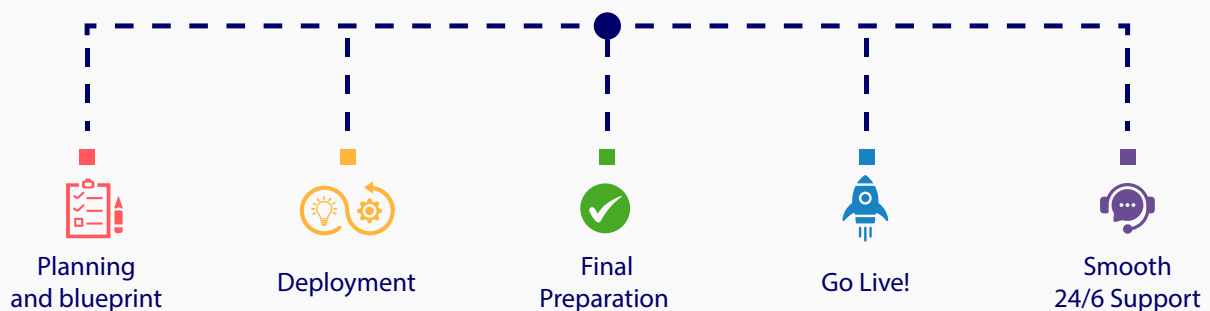 Planning
and blueprint
Deployment
Final
Preparation
Go Live!
Smooth
24/6 Support